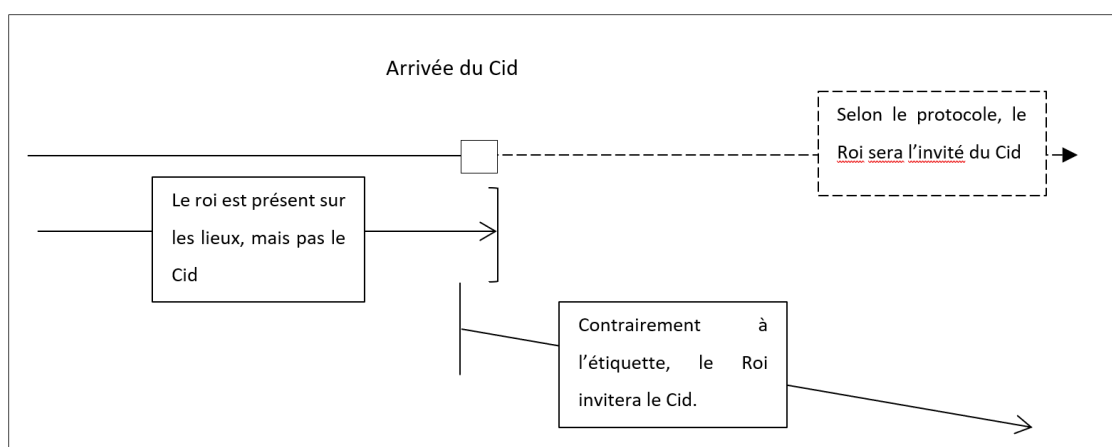 Arrivée du Cid
Selon le protocole, le
Roi sera l'invité du Cid
Le roi est présent sur
les lieux, mais pas le
Cid
Contrairement à
l'étiquette, le Roi
invitera le Cid.